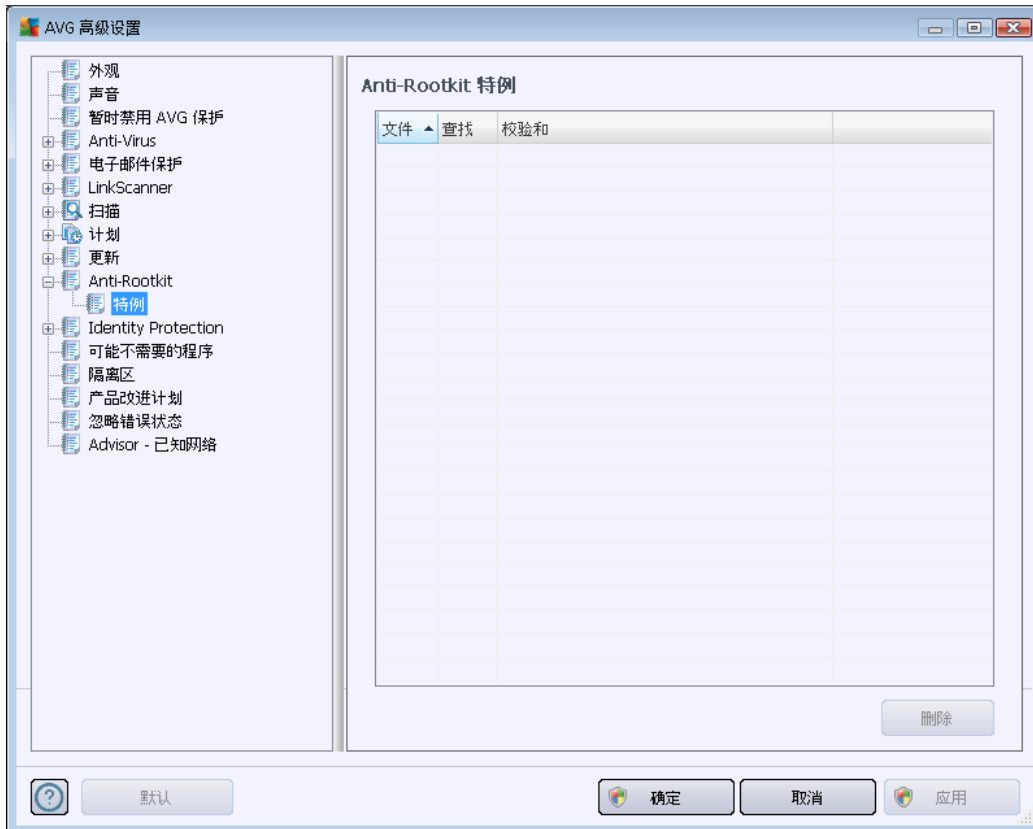 AVG 高级设置
外观
声音
暂时禁用 AVG 保护
Anti-Virus
电子邮件保护
LinkScanner
扫描
计划
更新
Anti-Rootkit
特例
Identity Protection
可能不需要的程序
隔离区
产品改进计划
忽略错误状态
Advisor - 已知网络
Anti-Rootkit 特例
文件 查找 校验和
删除
默认 确定 取消 应用